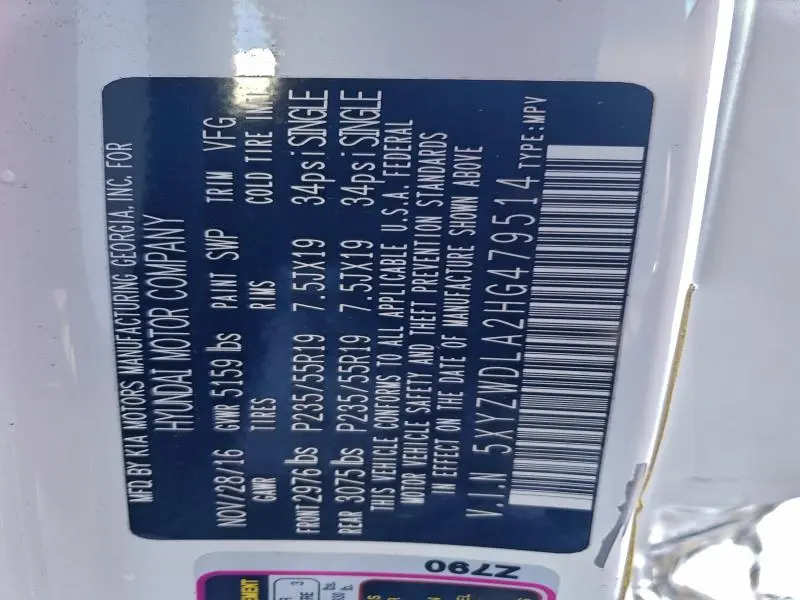 MFD BY KIA MOTORS MANUFACTURING GEORGIA, INC. FOR
HYUNDAI MOTOR COMPANY
NOV/28/16 GVWR 5159 lbs PAINT SWP TRIM VFG
GAWR TIRES RIMS COLD TIRE
FRONT 2976 lbs P235/55R19 7.5JX19 34psi SINGLE
REAR 3075 lbs P235/55R19 7.5JX19 34psi SINGLE
THIS VEHICLE CONFORMS TO ALL APPLICABLE U.S.A. FEDERAL
MOTOR VEHICLE SAFETY AND THEFT PREVENTION STANDARDS
IN EFFECT ON THE DATE OF MANUFACTURE SHOWN ABOVE
V.I.N 5XYZWDLA2HG479514 TYPE:MPV
Z790